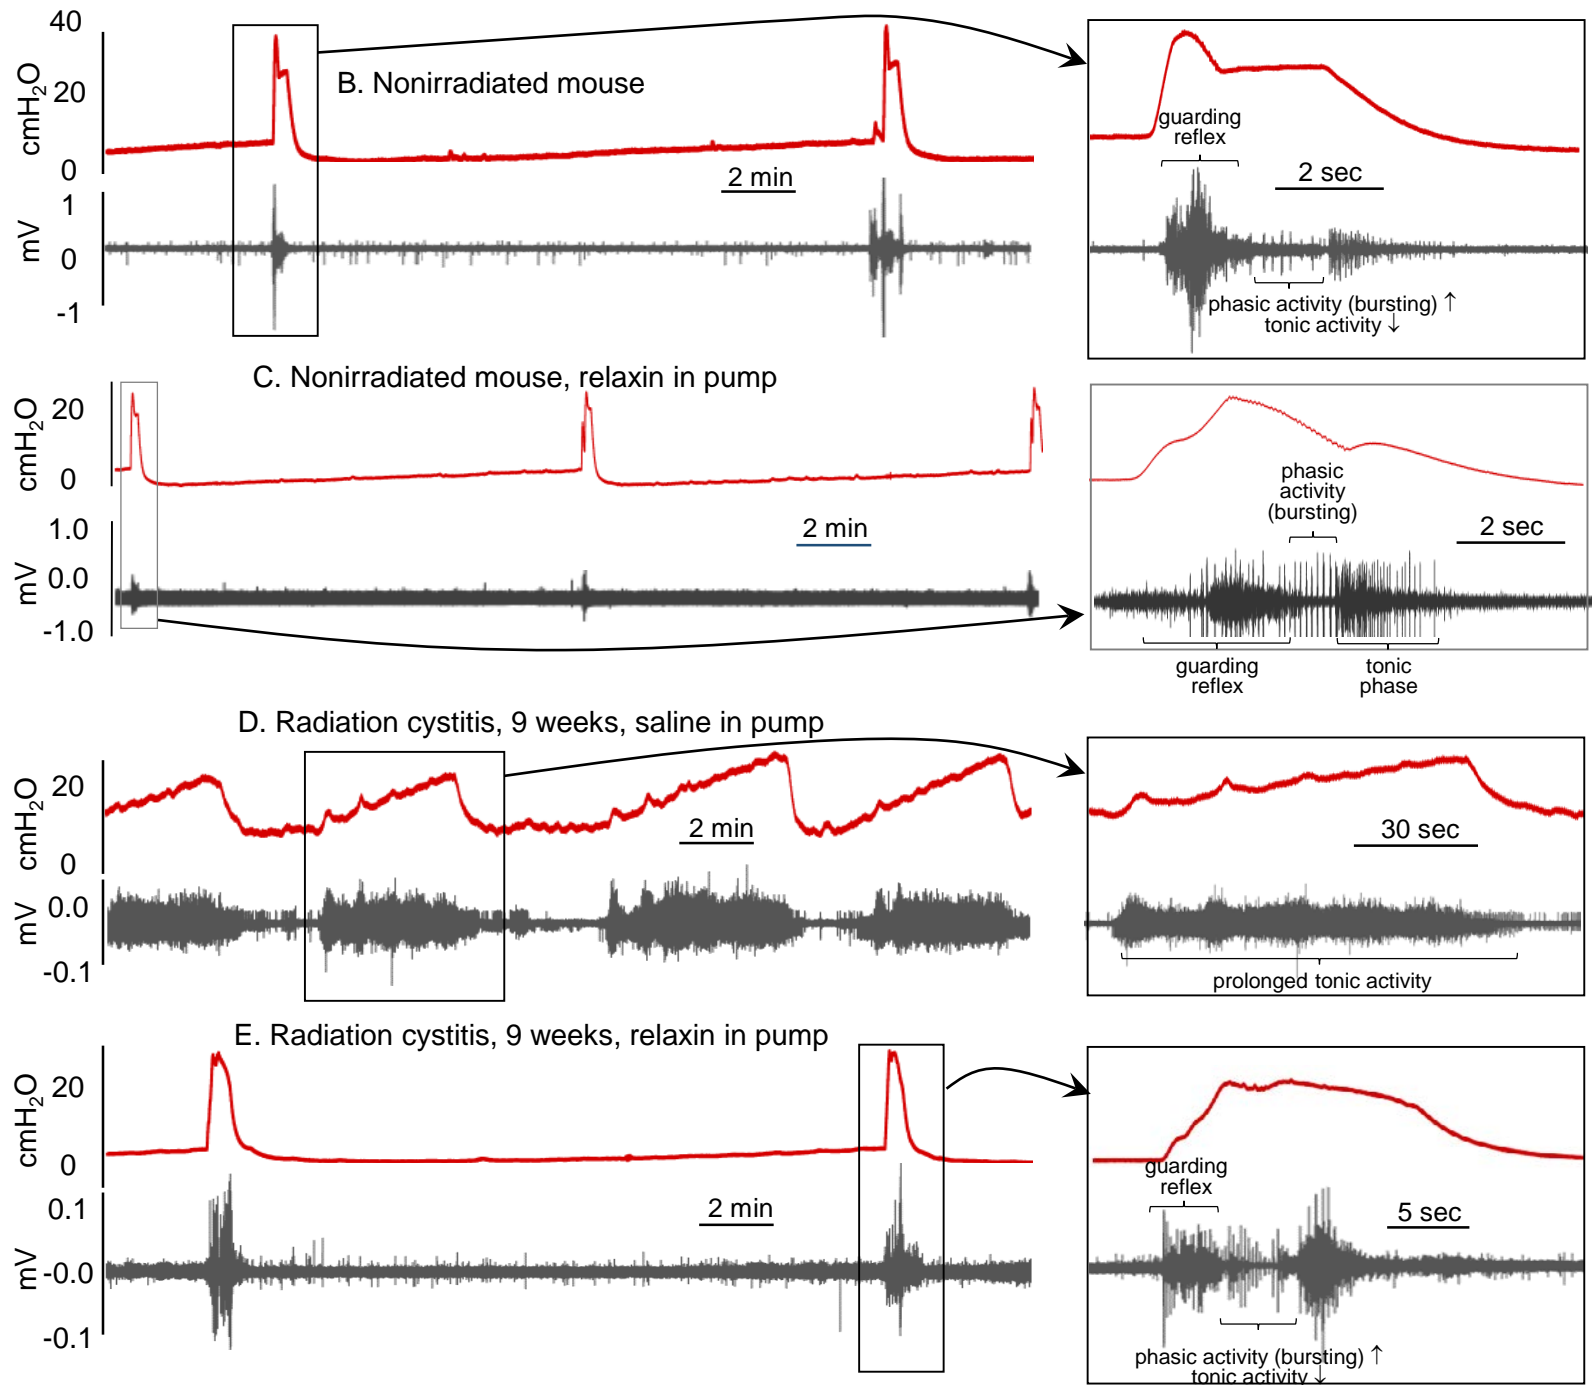 40
20
0
cmH2O
B. Nonirradiated mouse
2 min
1
0
-1
mV
guarding
reflex
2 sec
phasic activity (bursting) ↑
tonic activity ↓
C. Nonirradiated mouse, relaxin in pump
20
0
cmH2O
2 min
1.0
0.0
-1.0
mV
phasic
activity
(bursting)
2 sec
guarding
reflex
tonic
phase
D. Radiation cystitis, 9 weeks, saline in pump
20
0
cmH2O
2 min
0.0
-0.1
mV
30 sec
prolonged tonic activity
E. Radiation cystitis, 9 weeks, relaxin in pump
20
0
cmH2O
2 min
0.1
-0.0
-0.1
mV
guarding
reflex
5 sec
phasic activity (bursting) ↑
tonic activity ↓